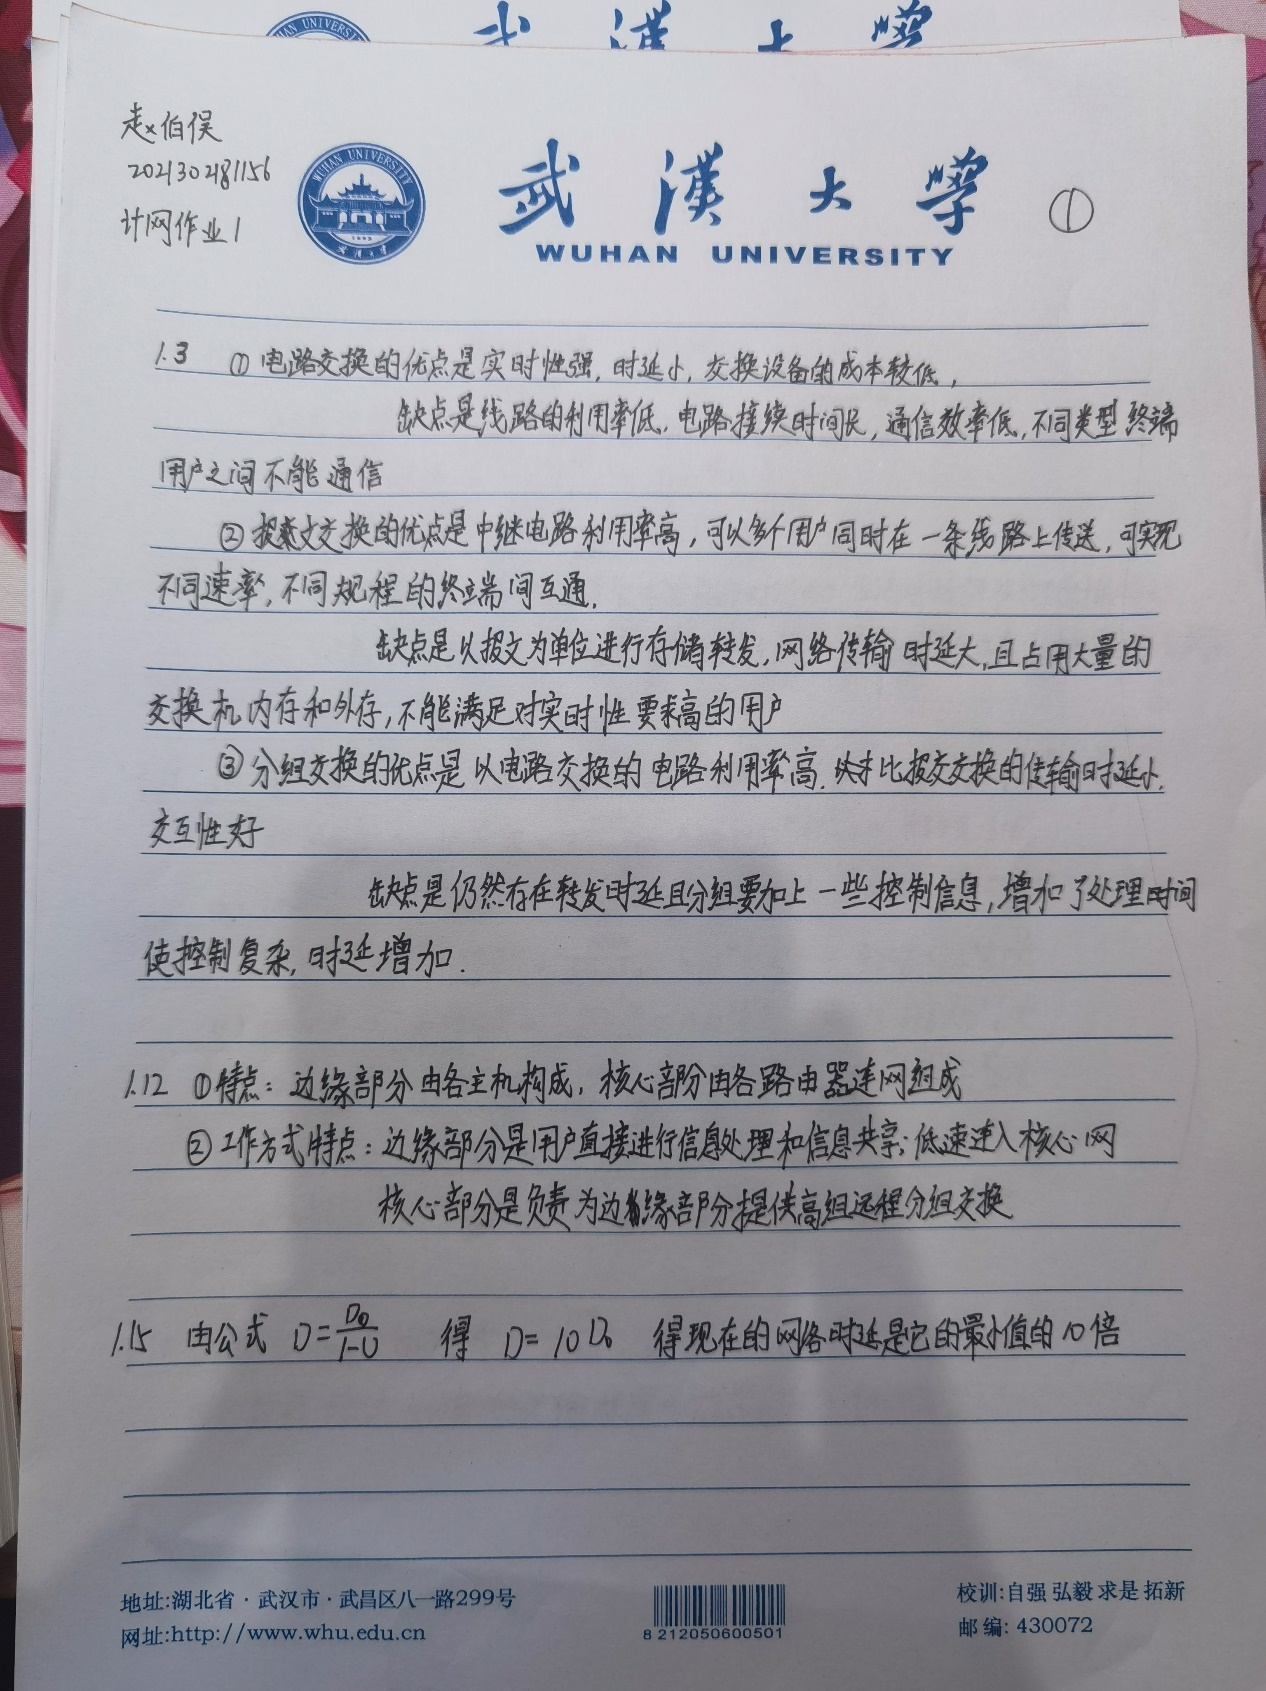 武漢大學
赵伯俣
2021302181156
计网作业1
WUHAN UNIVERSITY
1893
武漢大學
WUHAN UNIVERSITY
①
1.3 ①电路交换的优点是实时性强,时延小,交换设备的成本较低,
缺点是线路的利用率低,电路接续时间长,通信效率低,不同类型终端
用户之间不能通信
②报文交换的优点是中继电路利用率高,可以多个用户同时在一条线路上传送,可实现
不同速率,不同规程的终端间互通.
缺点是以报文为单位进行存储转发,网络传输时延大,且占用大量的
交换机内存和外存,不能满足对实时性要求高的用户
③分组交换的优点是以电路交换的电路利用率高.比报交交换的传输时延小.
交互性好
缺点是仍然存在转发时延且分组要加上一些控制信息,增加了处理时间
使控制复杂,时延增加.
1.12 ①特点:边缘部分由各主机构成,核心部分由各路由器连网组成
②工作方式特点:边缘部分是用户直接进行信息处理和信息共享;低速连入核心网
核心部分是负责为边缘部分提供高组远程分组交换
1.15 由公式 D=D0/1-U 得 D=10D0 得现在的网络时延是它的最小值的10倍
地址:湖北省·武汉市·武昌区八一路299号
网址:http://www.whu.edu.cn
8 212050600501
校训:自强 弘毅 求是 拓新
邮编: 430072